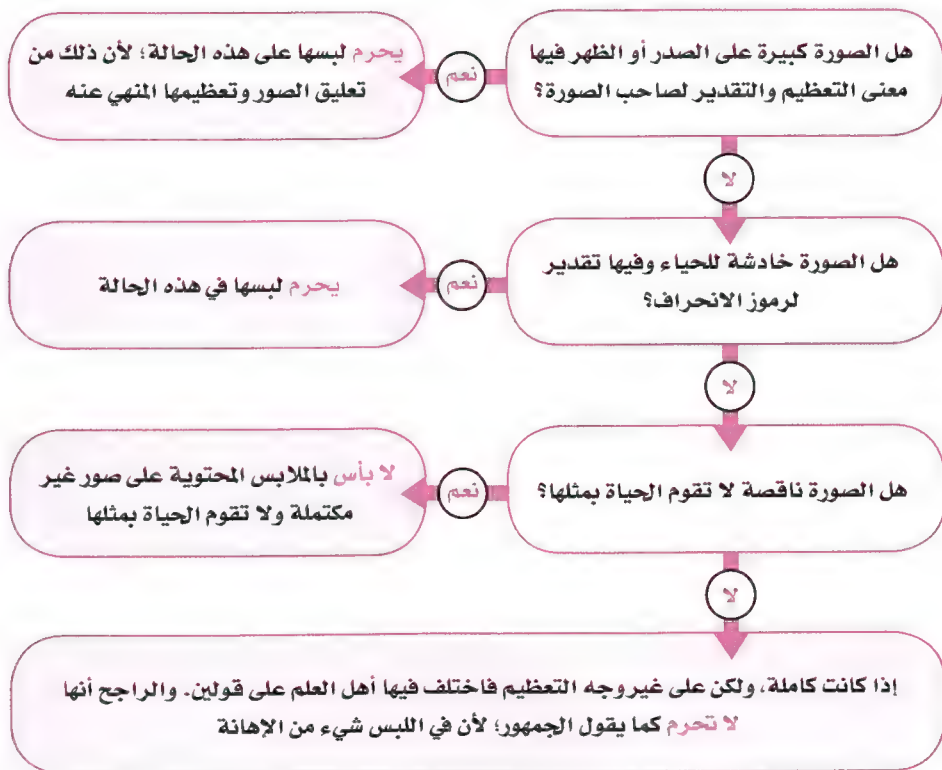 هل الصورة كبيرة على الصدر أو الظهر فيها
معنى التعظيم والتقدير لصاحب الصورة؟
نعم
يحرم لبسها على هذه الحالة؛ لأن ذلك من
تعليق الصور وتعظيمها المنهي عنه
لا
هل الصورة خادشة للحياء وفيها تقدير
لرموز الانحراف؟
نعم
يحرم لبسها في هذه الحالة
لا
هل الصورة ناقصة لا تقوم الحياة بمثلها؟
نعم
لا بأس بالملابس المحتوية على صور غير
مكتملة ولا تقوم الحياة بمثلها
لا
إذا كانت كاملة، ولكن على غير وجه التعظيم فاختلف فيها أهل العلم على قولين. والراجح أنها
لا تحرم كما يقول الجمهور؛ لأن في اللبس شيء من الإهانة